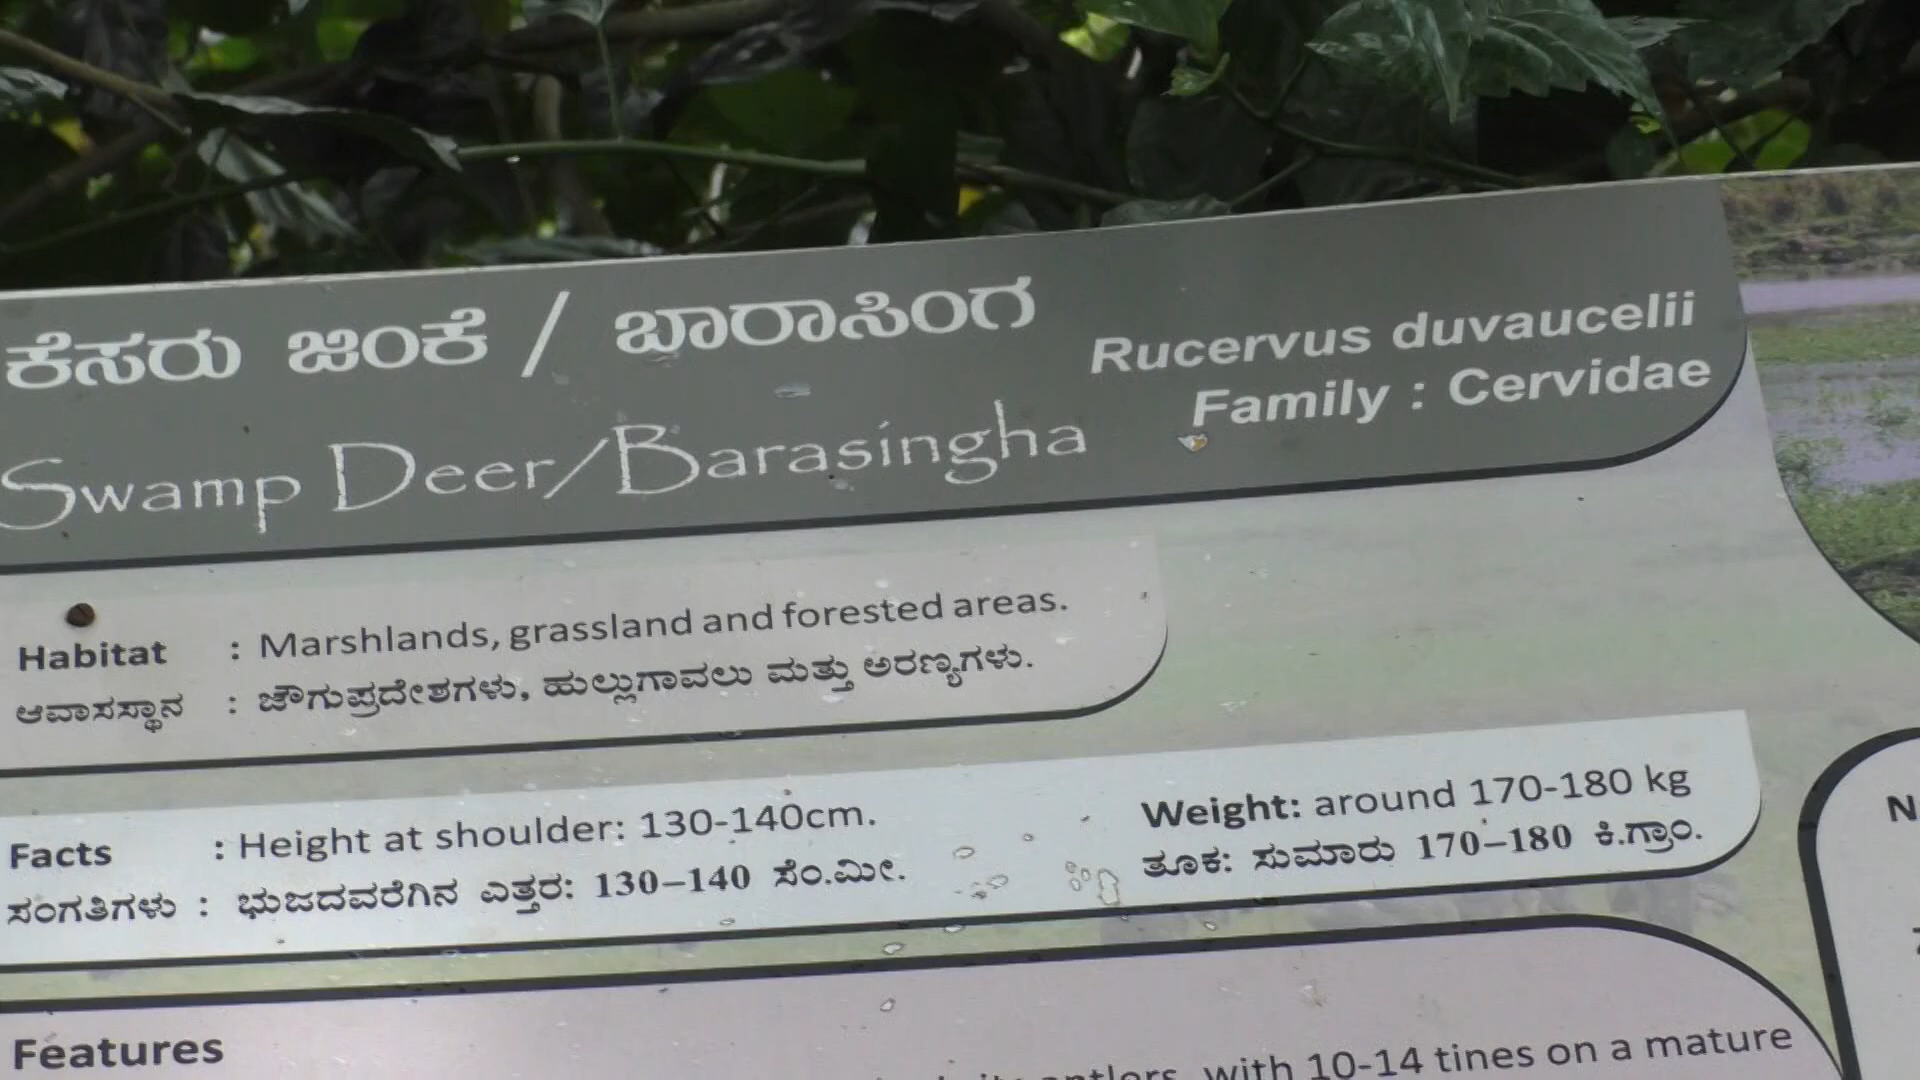 ಕೆಸರು ಜಿಂಕೆ / ಬಾರಾಸಿಂಗ
Swamp Deer/Barasingha
Rucervus duvaucelii
Family : Cervidae
Habitat : Marshlands, grassland and forested areas.
ಆವಾಸಸ್ಥಾನ : ಜೌಗುಪ್ರದೇಶಗಳು, ಹುಲ್ಲುಗಾವಲು ಮತ್ತು ಅರಣ್ಯಗಳು.
Facts : Height at shoulder: 130-140cm. Weight: around 170-180 kg
ಸಂಗತಿಗಳು : ಭುಜದವರೆಗಿನ ಎತ್ತರ: 130–140 ಸೆಂ.ಮೀ. ತೂಕ: ಸುಮಾರು 170–180 ಕಿ.ಗ್ರಾಂ.
Features
antlers, with 10-14 tines on a mature